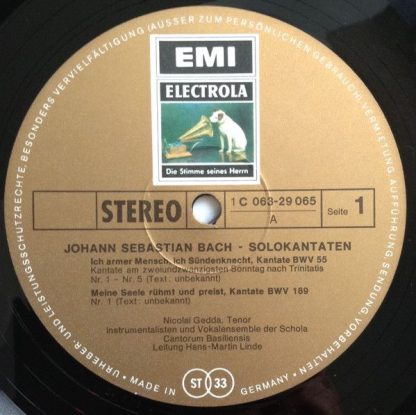 EMI
ELECTROLA
Die Stimme seines Herrn
STEREO
1 C 063-29 065
A
Seite 1
JOHANN SEBASTIAN BACH - SOLOKANTATEN
Ich armer Mensch, ich Sündenknecht, Kantate BWV 55
Kantate am zweiundzwanzigsten Sonntag nach Trinitatis
Nr. 1 - Nr. 5 (Text: unbekannt)
Meine Seele rühmt und preist, Kantate BWV 189
Nr. 1 (Text: unbekannt)
Nicolai Gedda, Tenor
Instrumentalisten und Vokalensemble der Schola
Cantorum Basiliensis
Leitung Hans-Martin Linde
URHEBER- UND LEISTUNGSSCHUTZRECHTE, BESONDERS VERVIELFÄLTIGUNG (AUSSER ZUM PERSÖNLICHEN GEBRAUCH), VERMIETUNG, AUFFÜHRUNG, SENDUNG, VORBEHALTEN
• MADE IN GERMANY •
ST 33